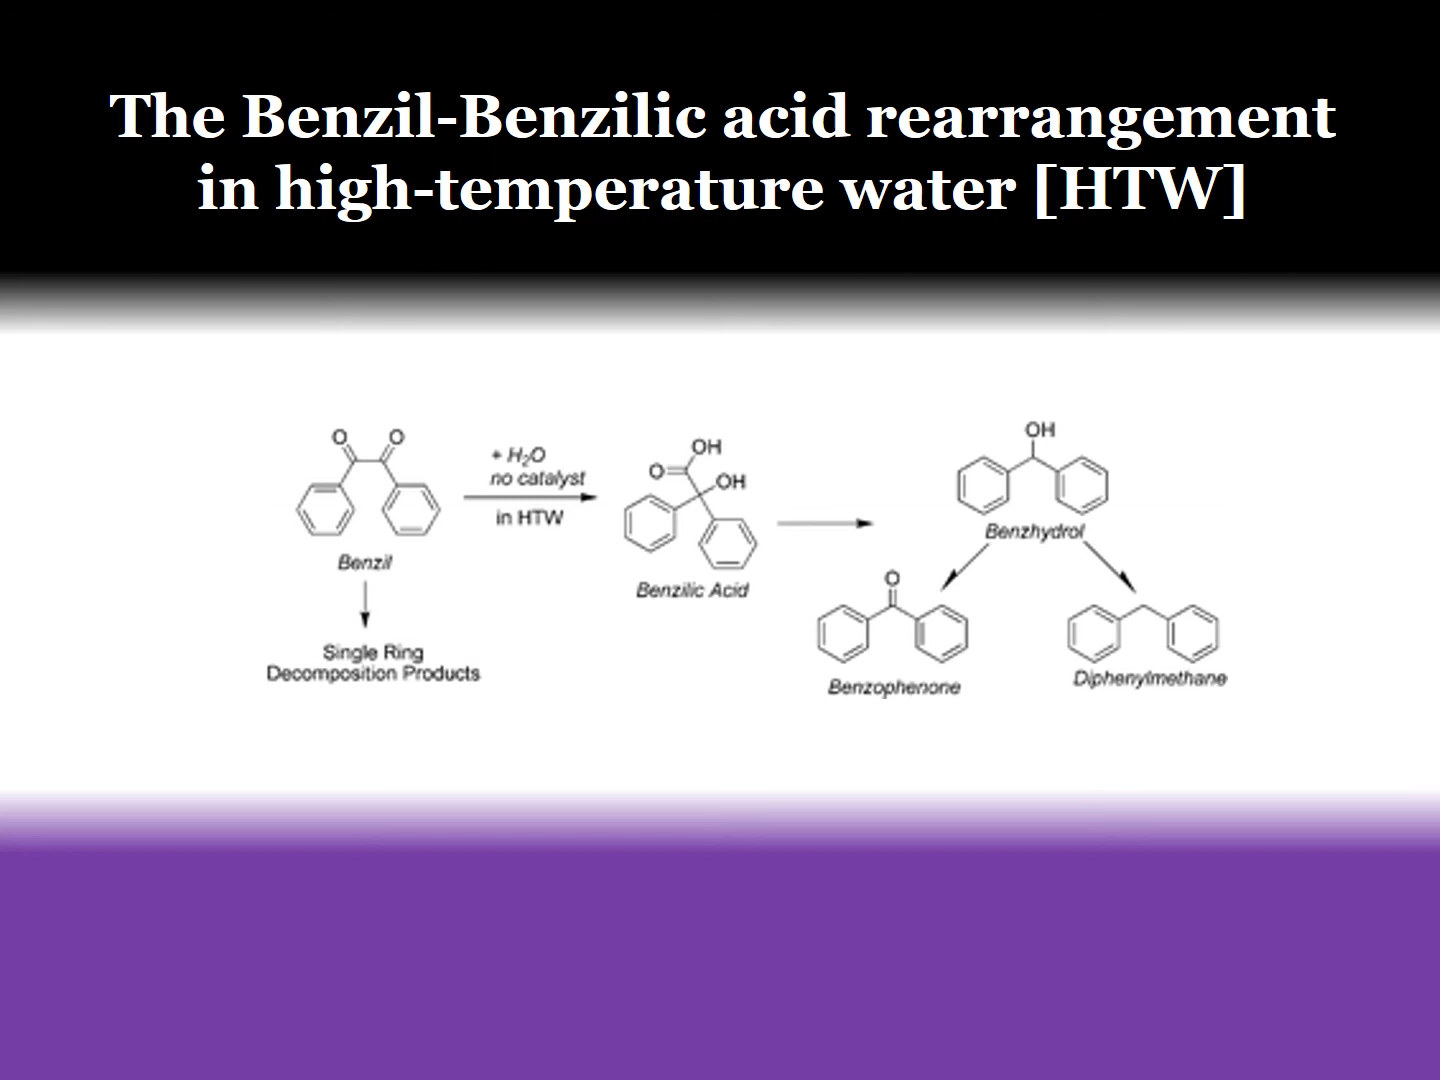 The Benzil-Benzilic acid rearrangement
in high-temperature water [HTW]
O O
Benzil
+ H₂O
no catalyst
in HTW
Single Ring
Decomposition Products
OH
O
OH
Benzilic Acid
OH
Benzhydrol
O
Benzophenone
Diphenylmethane